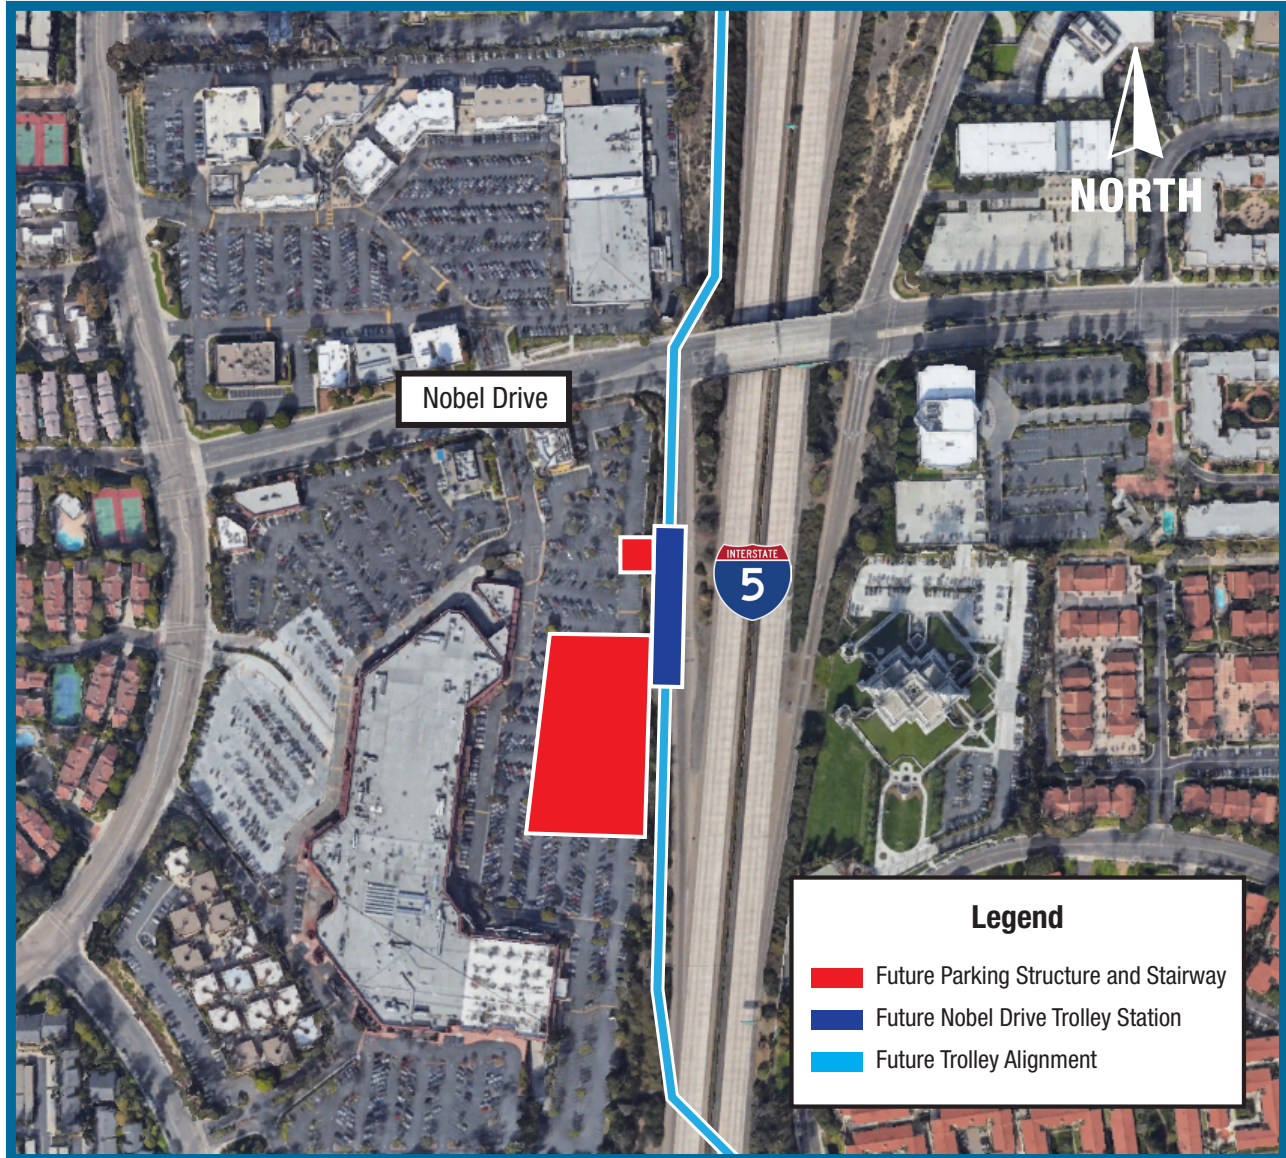 NORTH
Nobel Drive
INTERSTATE
5
Legend
Future Parking Structure and Stairway
Future Nobel Drive Trolley Station
Future Trolley Alignment